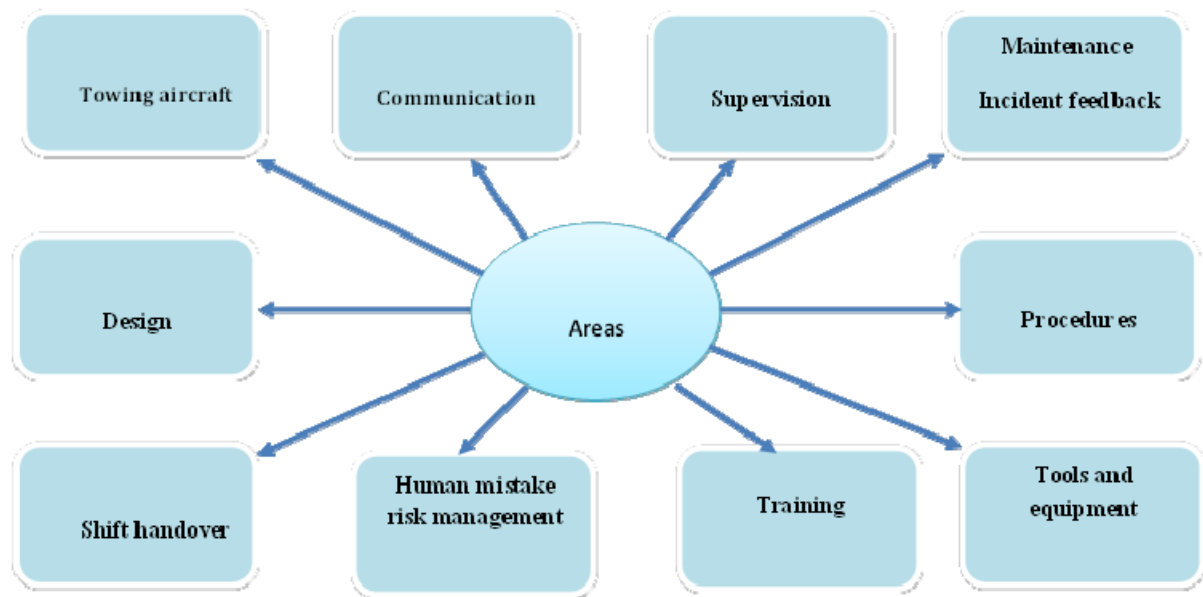 Maintenance
Towing aircraft
Communication
Supervision
Incident feedback
Design
Areas
Procedures
Shift handover
Human mistake
risk management
Training
Tools and
equipment